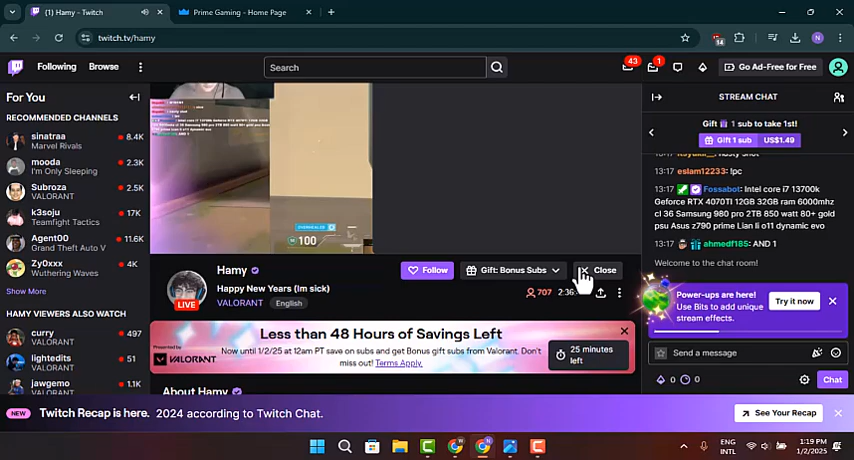 (1) Hamy - Twitch
Prime Gaming - Home Page
twitch.tv/hamy
14
N
Following
Browse
Search
43
1
Go Ad-Free for Free
For You
RECOMMENDED CHANNELS
sinatraa
Marvel Rivals
8.4K
mooda
I'm Only Sleeping
2.3K
Subroza
VALORANT
2.5K
k3soju
Teamfight Tactics
17K
Agent00
Grand Theft Auto V
11.6K
Zy0xxx
Wuthering Waves
4K
Show More
HAMY VIEWERS ALSO WATCH
curry
497
lightedits
51
jawgemo
1.1K
OVERHEALED
100
LIVE
Hamy
Happy New Years (Im sick)
VALORANT
English
Follow
Gift: Bonus Subs
Close
707
2:36:
Presented by
VALORANT
Less than 48 Hours of Savings Left
Now until 1/2/25 at 12am PT save on subs and get Bonus gift subs from Valorant. Don't
miss out! Terms Apply.
25 minutes
left
About Hamy
STREAM CHAT
Gift 1 sub to take 1st!
Gift 1 sub US$1.49
13:17 eslam12233: !pc
13:17 Fossabot: Intel core i7 13700k
Geforce RTX 4070TI 12GB 32GB ram 6000mhz
cl 36 Samsung 980 pro 2TB 850 watt 80+ gold
psu Asus z790 prime Lan li o11 dynamic evo
13:17 ahmedf185: AND 1
Welcome to the chat room!
Power-ups are here!
Use Bits to add unique
stream effects.
Try it now
Send a message
0
0
Chat
NEW
Twitch Recap is here. 2024 according to Twitch Chat.
See Your Recap
ENG
INTL
1:19 PM
1/2/2025